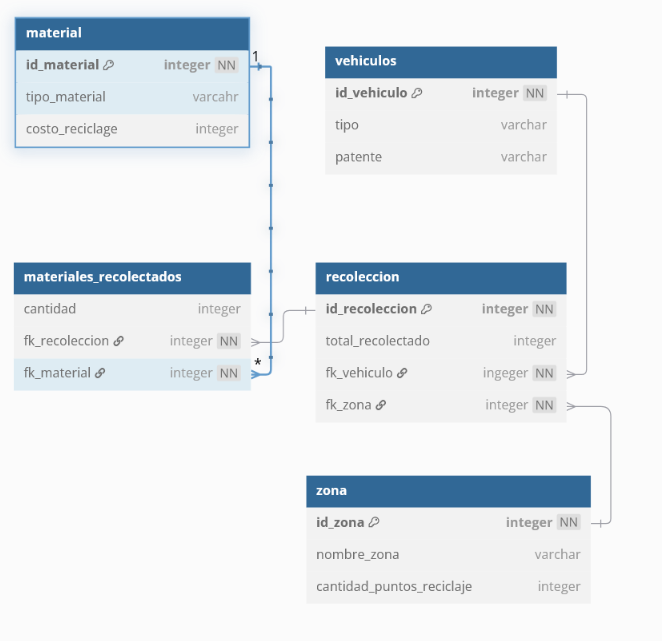 material
id_material integer NN
tipo_material varcahr
costo_reciclage integer
1
vehiculos
id_vehiculo integer NN
tipo varchar
patente varchar
materiales_recolectados
cantidad integer
fk_recoleccion integer NN
fk_material integer NN
*
recoleccion
id_recoleccion integer NN
total_recolectado integer
fk_vehiculo ingeger NN
fk_zona integer NN
zona
id_zona integer NN
nombre_zona varchar
cantidad_puntos_reciclaje integer